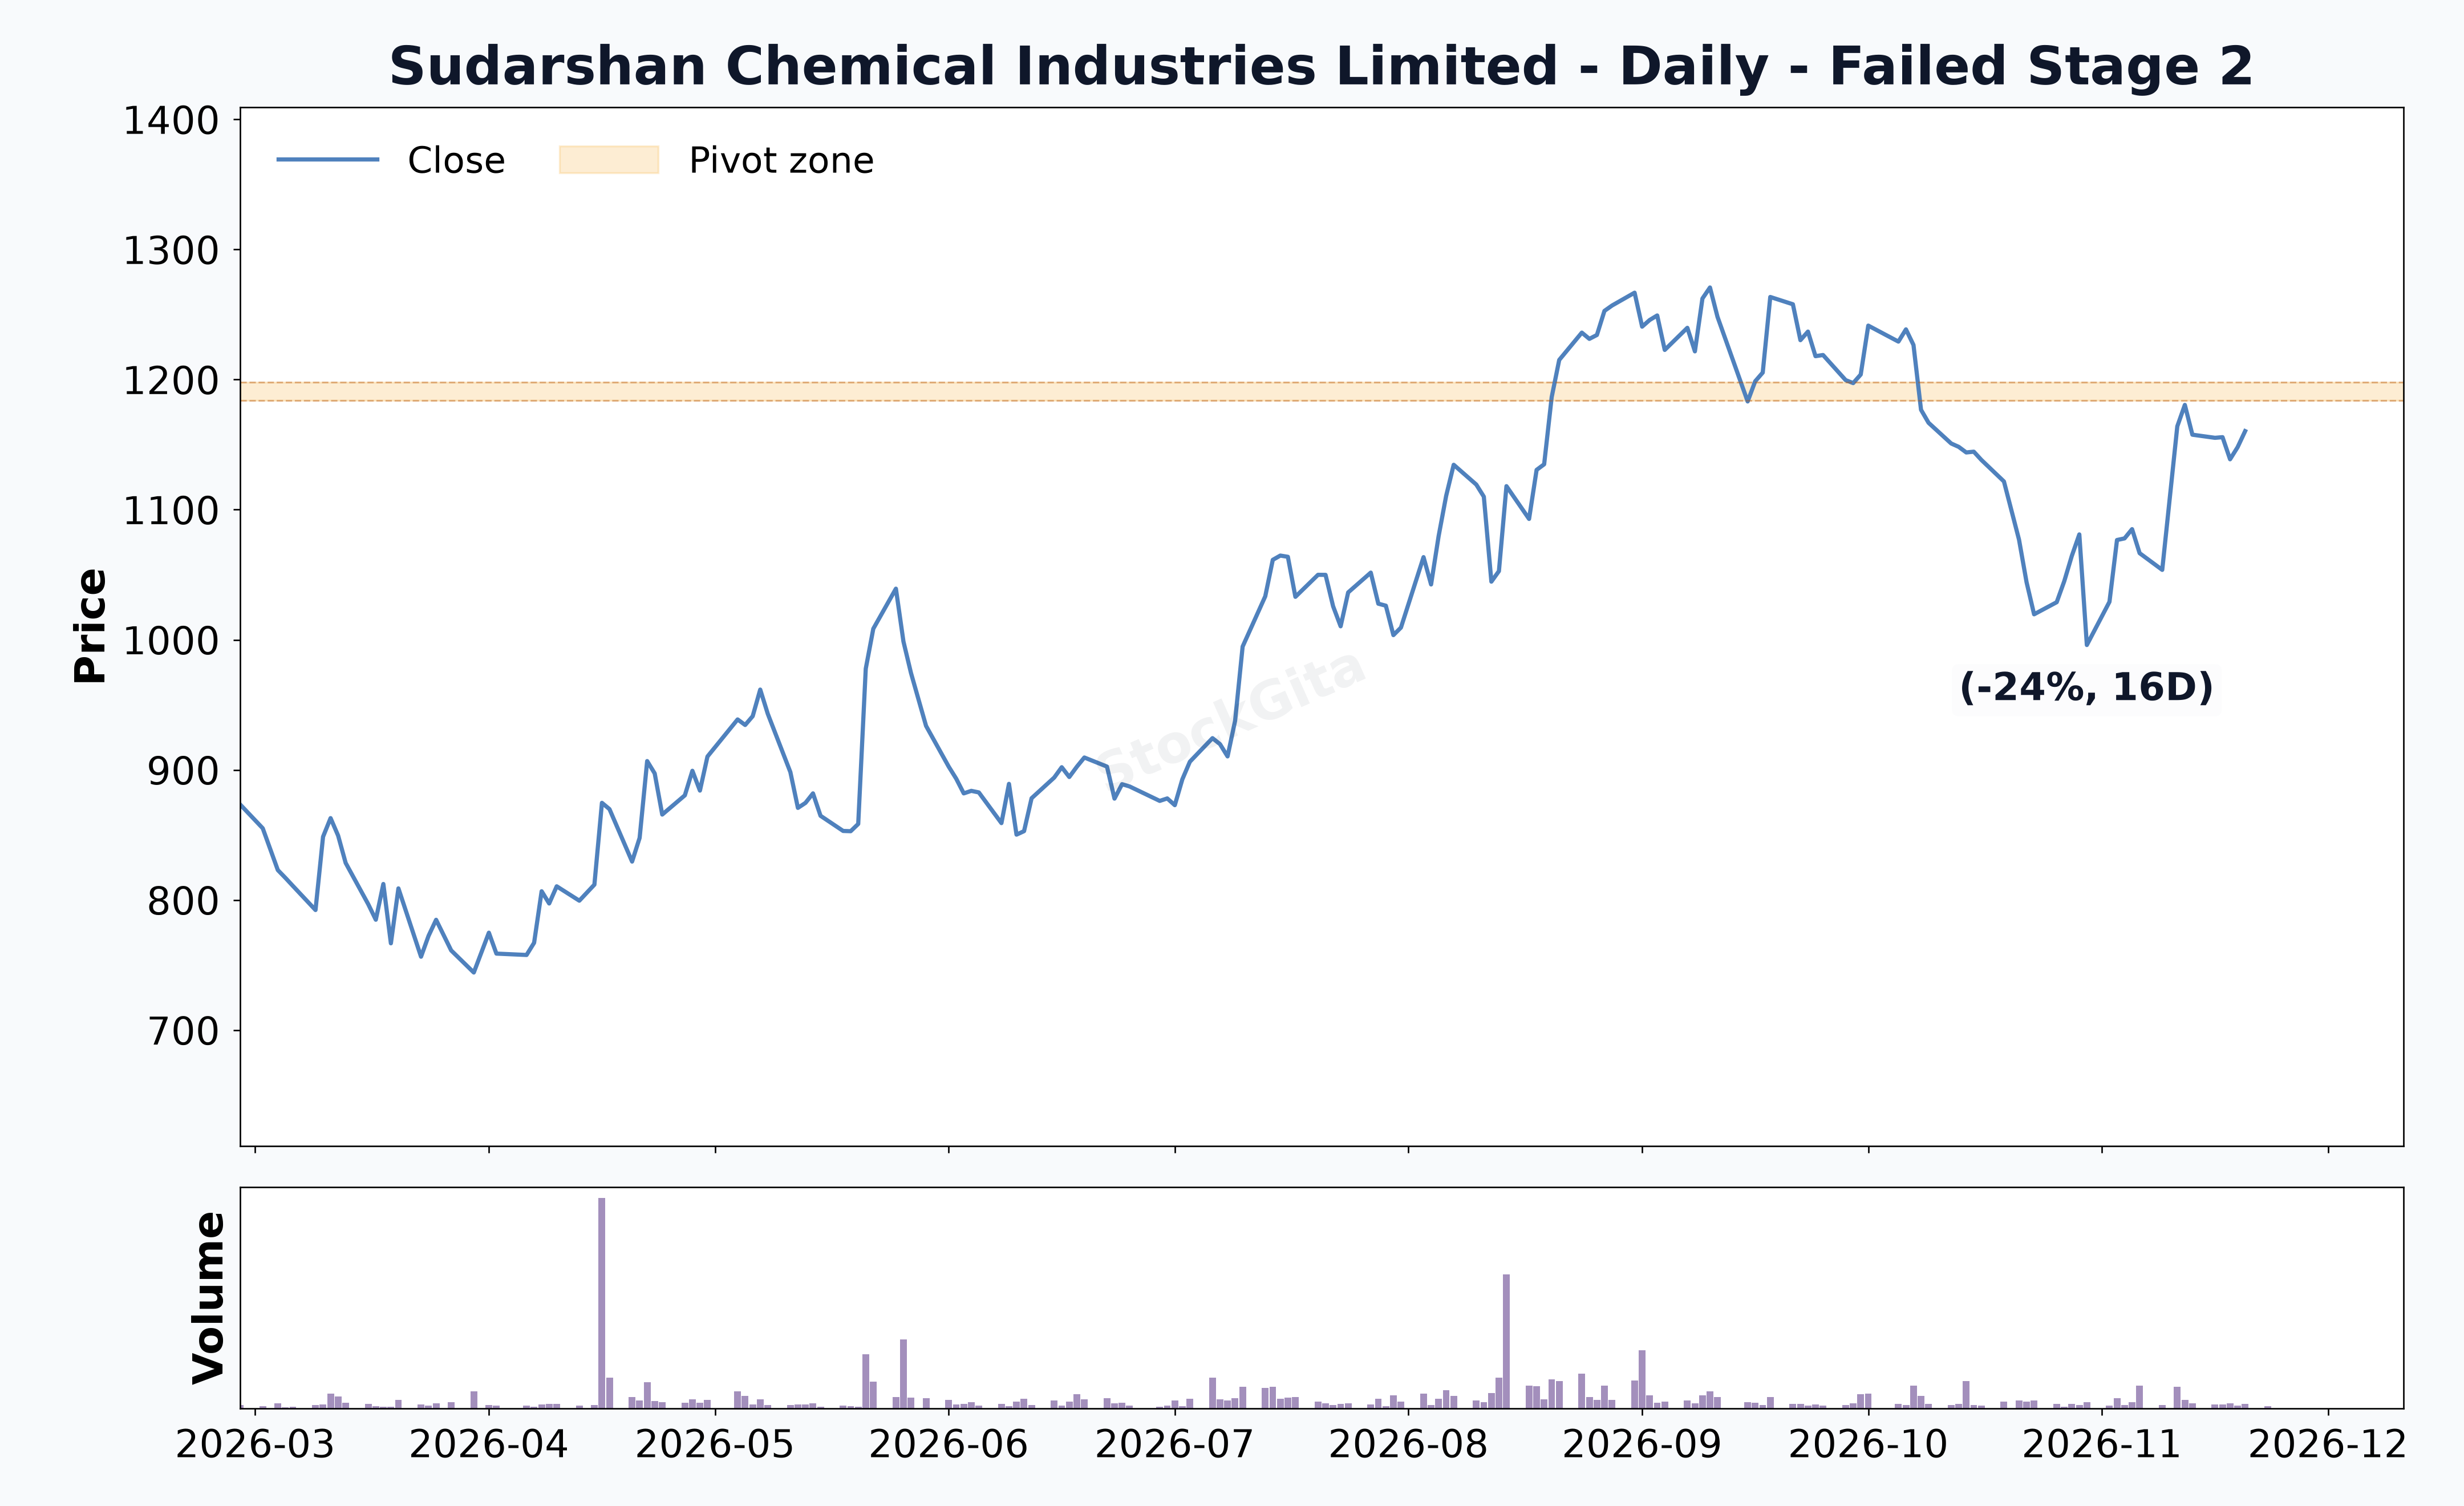 Sudarshan Chemical Industries Limited - Daily - Failed Stage 2
Close
Pivot zone
1400
1300
1200
1100
1000
900
800
700
Price
StockGita
(-24%, 16D)
Volume
2026-03
2026-04
2026-05
2026-06
2026-07
2026-08
2026-09
2026-10
2026-11
2026-12